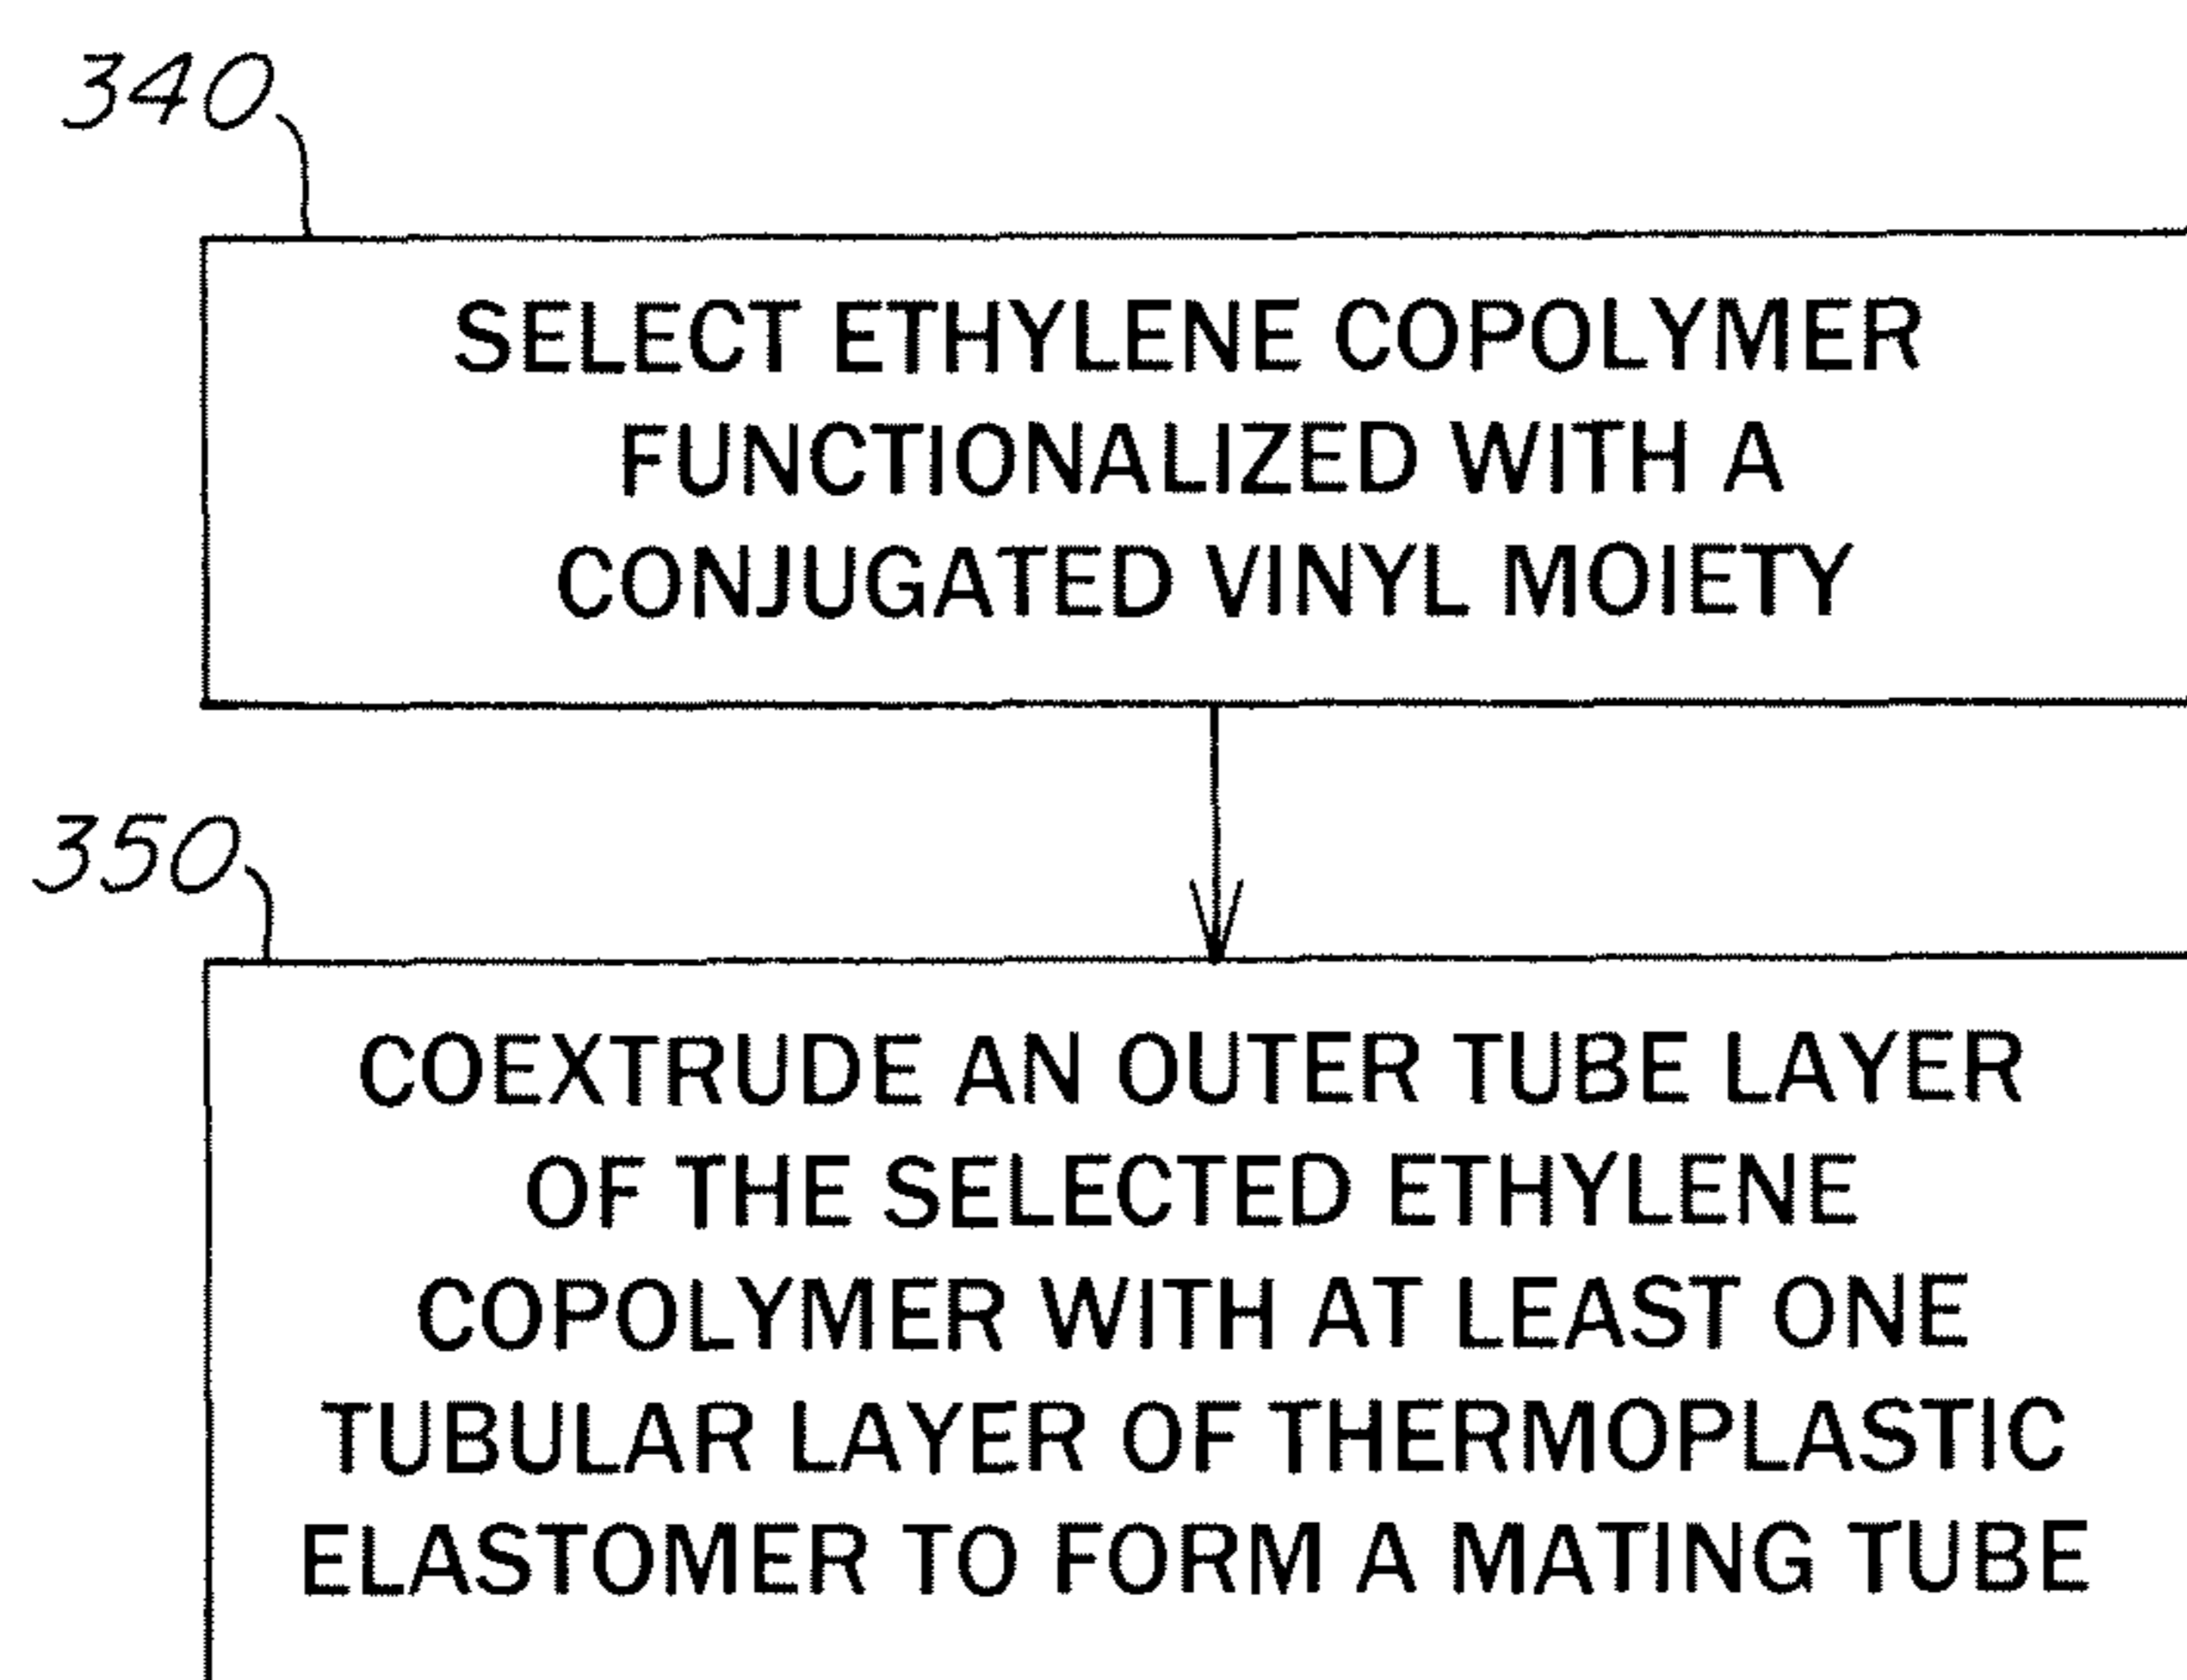 340
SELECT ETHYLENE COPOLYMER
FUNCTIONALIZED WITH A
CONJUGATED VINYL MOIETY
350
COEXTRUDE AN OUTER TUBE LAYER
OF THE SELECTED ETHYLENE
COPOLYMER WITH AT LEAST ONE
TUBULAR LAYER OF THERMOPLASTIC
ELASTOMER TO FORM A MATING TUBE